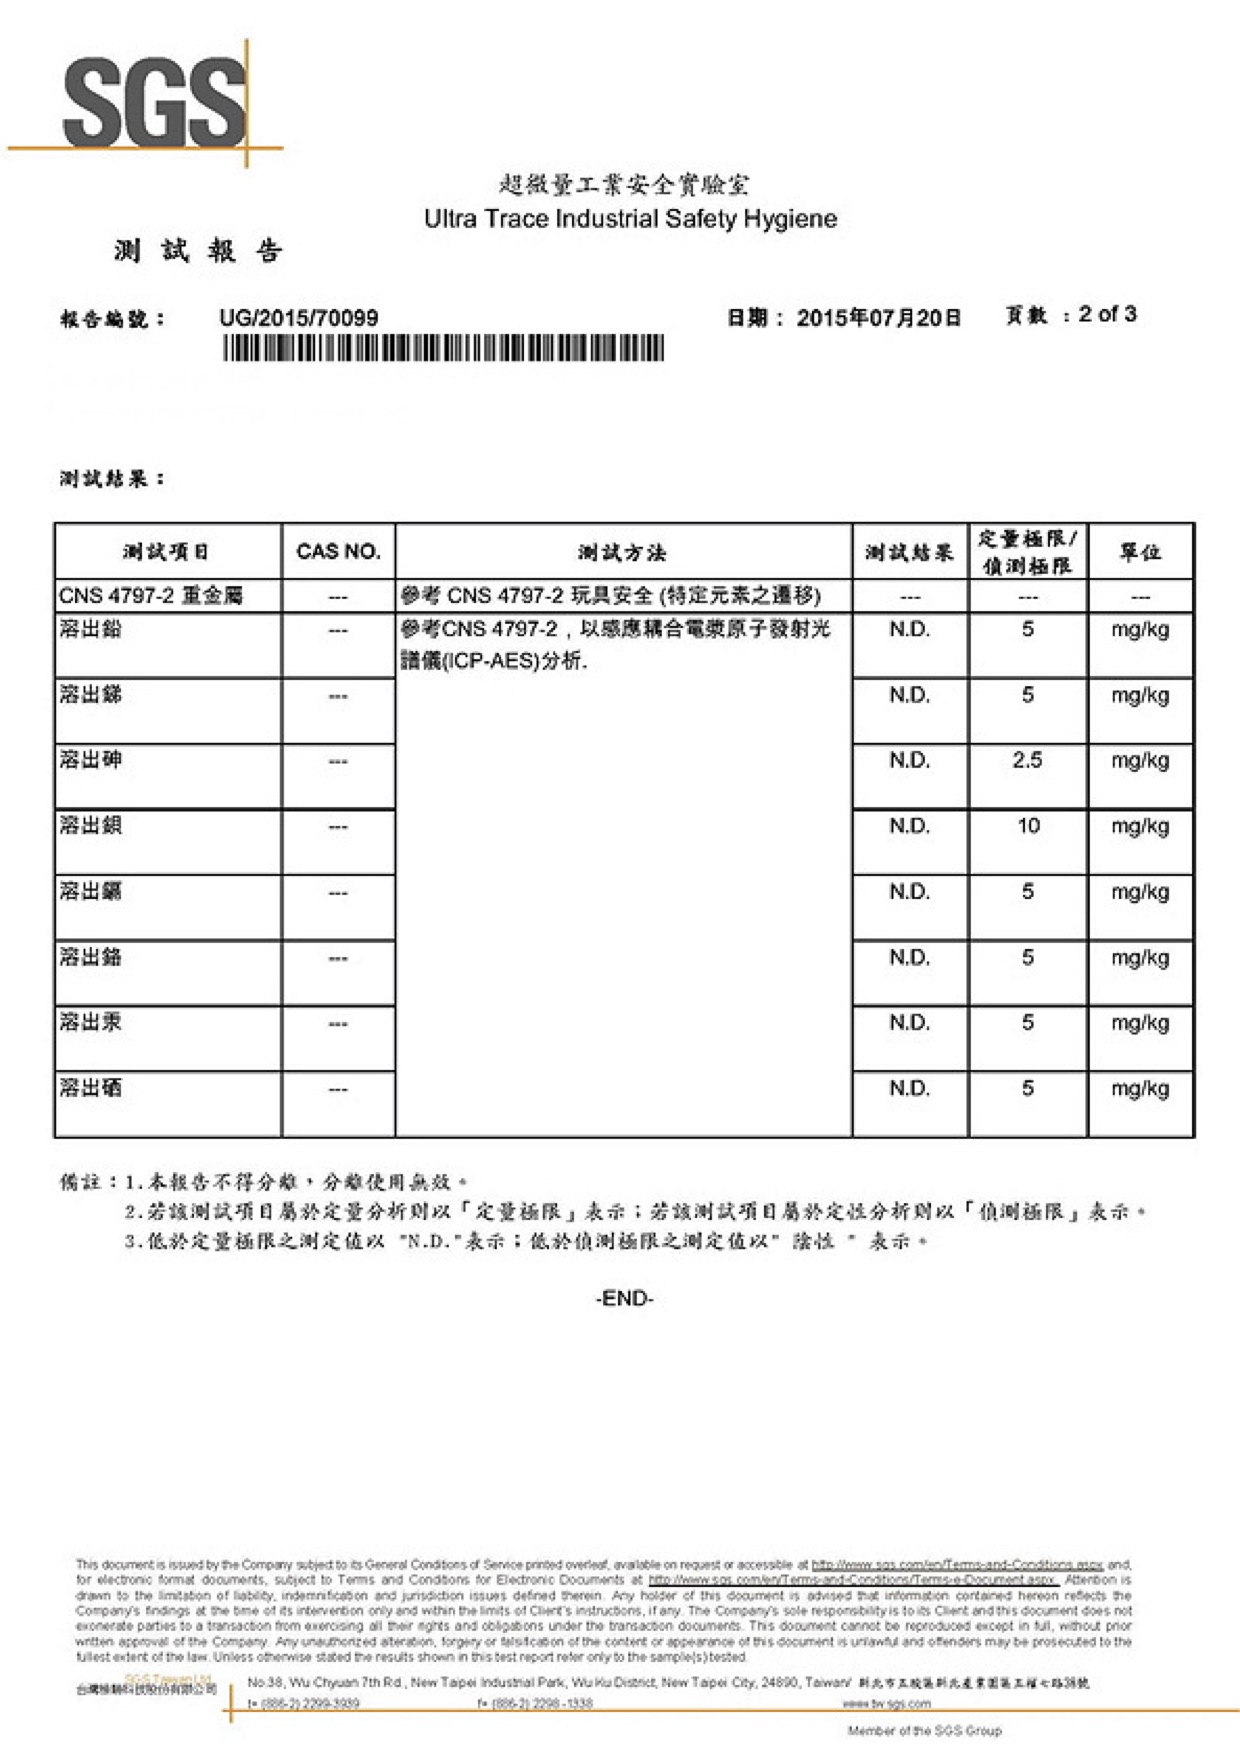 SGS
超微量工業安全實驗室
Ultra Trace Industrial Safety Hygiene
測 試 報 告
報告編號： UG/2015/70099 日期： 2015年07月20日 頁數 : 2 of 3
測試結果：
測試項目 CAS NO. 測試方法 測試結果 定量極限/偵測極限 單位
CNS 4797-2 重金屬 --- 參考 CNS 4797-2 玩具安全 (特定元素之遷移) --- --- ---
溶出鉛 --- 參考CNS 4797-2，以感應耦合電漿原子發射光 N.D. 5 mg/kg
譜儀(ICP-AES)分析.
溶出銻 --- N.D. 5 mg/kg
溶出砷 --- N.D. 2.5 mg/kg
溶出鋇 --- N.D. 10 mg/kg
溶出鎘 --- N.D. 5 mg/kg
溶出鉻 --- N.D. 5 mg/kg
溶出汞 --- N.D. 5 mg/kg
溶出硒 --- N.D. 5 mg/kg
備註：1.本報告不得分離，分離使用無效。
2.若該測試項目屬於定量分析則以「定量極限」表示；若該測試項目屬於定性分析則以「偵測極限」表示。
3.低於定量極限之測定值以 "N.D."表示；低於偵測極限之測定值以" 陰性 " 表示。
-END-
This document is issued by the Company subject to its General Conditions of Service printed overleaf, available on request or accessible at http://www.sgs.com/en/Terms-and-Conditions.aspx and,
for electronic format documents, subject to Terms and Conditions for Electronic Documents at http://www.sgs.com/en/Terms-and-Conditions/Terms-e-Document.aspx. Attention is
drawn to the limitation of liability, indemnification and jurisdiction issues defined therein. Any holder of this document is advised that information contained hereon reflects the
Company's findings at the time of its intervention only and within the limits of Client's instructions, if any. The Company's sole responsibility is to its Client and this document does not
exonerate parties to a transaction from exercising all their rights and obligations under the transaction documents. This document cannot be reproduced except in full, without prior
written approval of the Company. Any unauthorized alteration, forgery or falsification of the content or appearance of this document is unlawful and offenders may be prosecuted to the
fullest extent of the law. Unless otherwise stated the results shown in this test report refer only to the sample(s) tested.
SGS Taiwan Ltd.
台灣檢驗科技股份有限公司
No.38, Wu Chyuan 7th Rd., New Taipei Industrial Park, Wu Ku District, New Taipei City, 24890, Taiwan/ 新北市五股區新北產業園區五權七路38號
t+ (886-2) 2299-3939 f+ (886-2) 2298-1338 www.tw.sgs.com
Member of the SGS Group